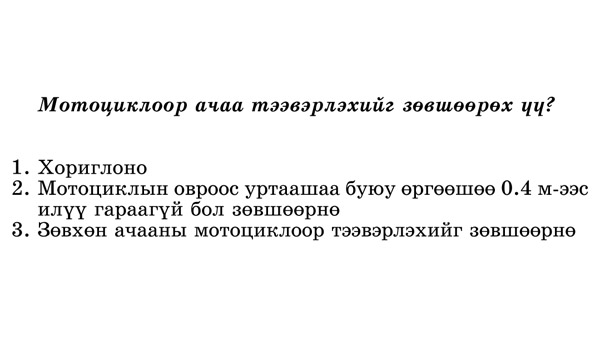 Мотоциклоор ачаа тээвэрлэхийг зөвшөөрөх үү?
1. Хориглоно
2. Мотоциклын овроос уртаашаа буюу өргөөшөө 0.4 м-ээс
илүү гараагүй бол зөвшөөрнө
3. Зөвхөн ачааны мотоциклоор тээвэрлэхийг зөвшөөрнө